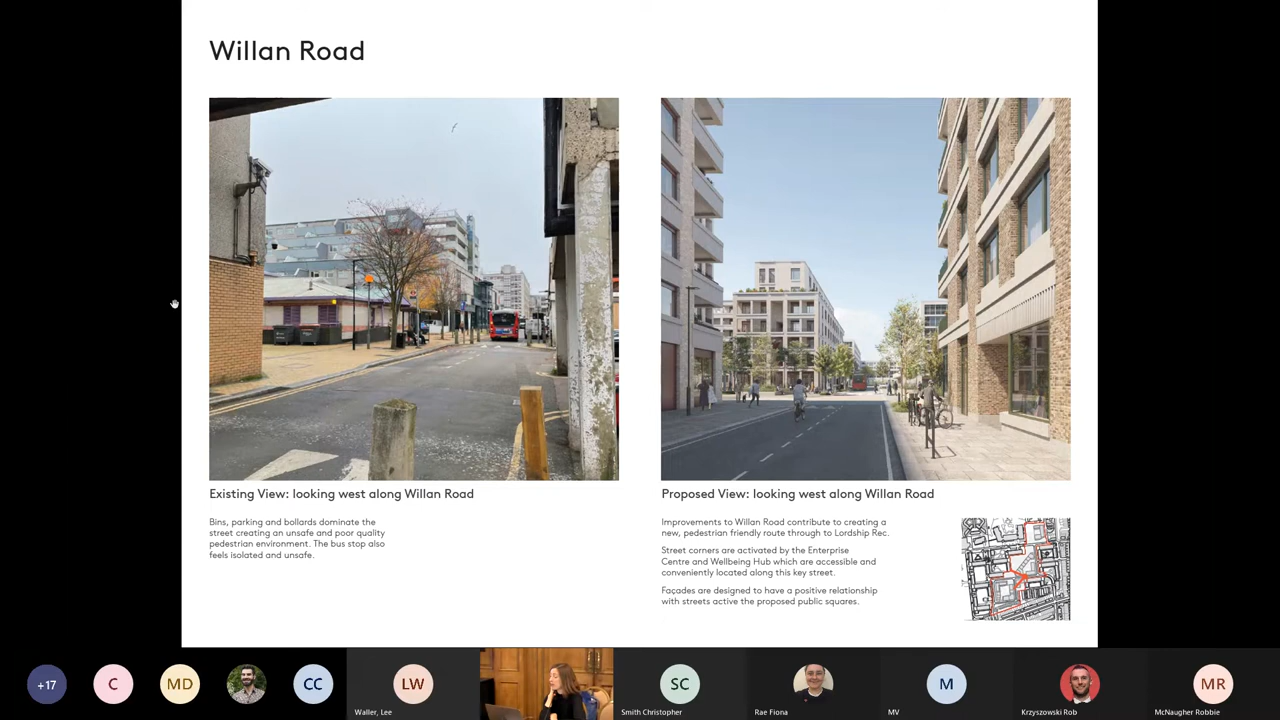 Willan Road
Existing View: looking west along Willan Road
Bins, parking and bollards dominate the
street creating an unsafe and poor quality
pedestrian environment. The bus stop also
feels isolated and unsafe.
Proposed View: looking west along Willan Road
Improvements to Willan Road contribute to creating a
new, pedestrian friendly route through to Lordship Rec.
Street corners are activated by the Enterprise
Centre and Wellbeing Hub which are accessible and
conveniently located along this key street.
Façades are designed to have a positive relationship
with streets active the proposed public squares.
+17
C
MD
CC
LW
Waller, Lee
SC
Smith Christopher
Rae Fiona
M
MV
Krzyszowski Rob
MR
McNaugher Robbie